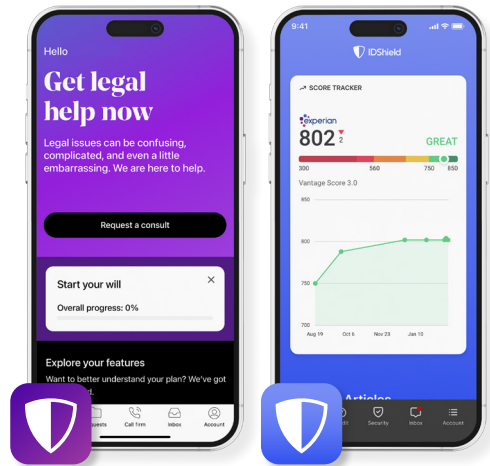 Hello
Get legal
help now
Legal issues can be confusing,
complicated, and even a little
embarrassing. We are here to help.
Request a consult
Start your will
Overall progress: 0%
Explore your features
Want to better understand your plan? We've got
Call firm
Inbox
Account
9:41
IDShield
SCORE TRACKER
experian
802 2
GREAT
300 560 750 850
Vantage Score 3.0
850
800
750
700
Aug 19 Oct 6 Nov 23 Jan 10
Articles
Security
Inbox
Account